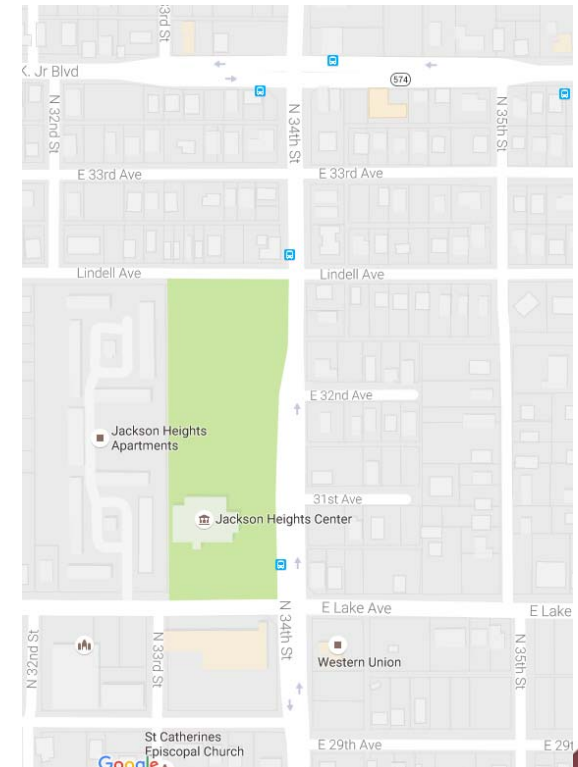 3rd St
K. Jr Blvd
574
N 32nd St
N 34th St
N 35th St
E 33rd Ave
E 33rd Ave
Lindell Ave
Lindell Ave
E 32nd Ave
Jackson Heights
Apartments
31st Ave
Jackson Heights Center
E Lake Ave
E Lake
N 32nd St
N 33rd St
N 34th St
N 35th St
Western Union
St Catherines
Episcopal Church
E 29th Ave
E 29t
Google